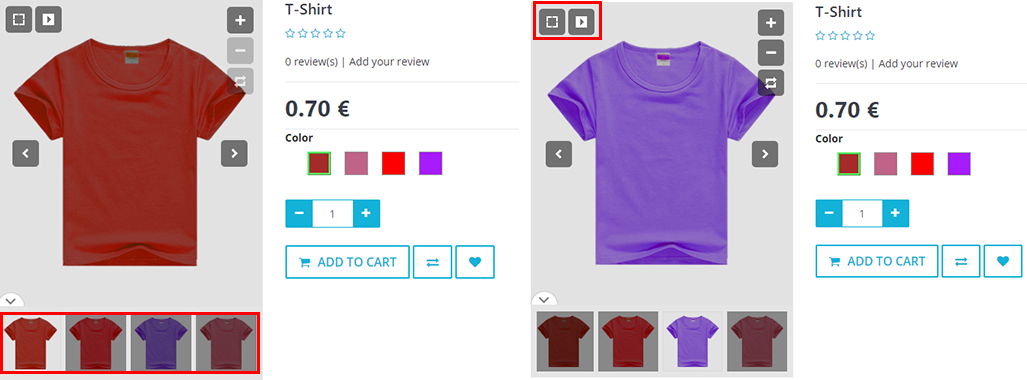 T-Shirt
0 review(s) | Add your review
0.70 €
Color
1
ADD TO CART
T-Shirt
0 review(s) | Add your review
0.70 €
Color
1
ADD TO CART